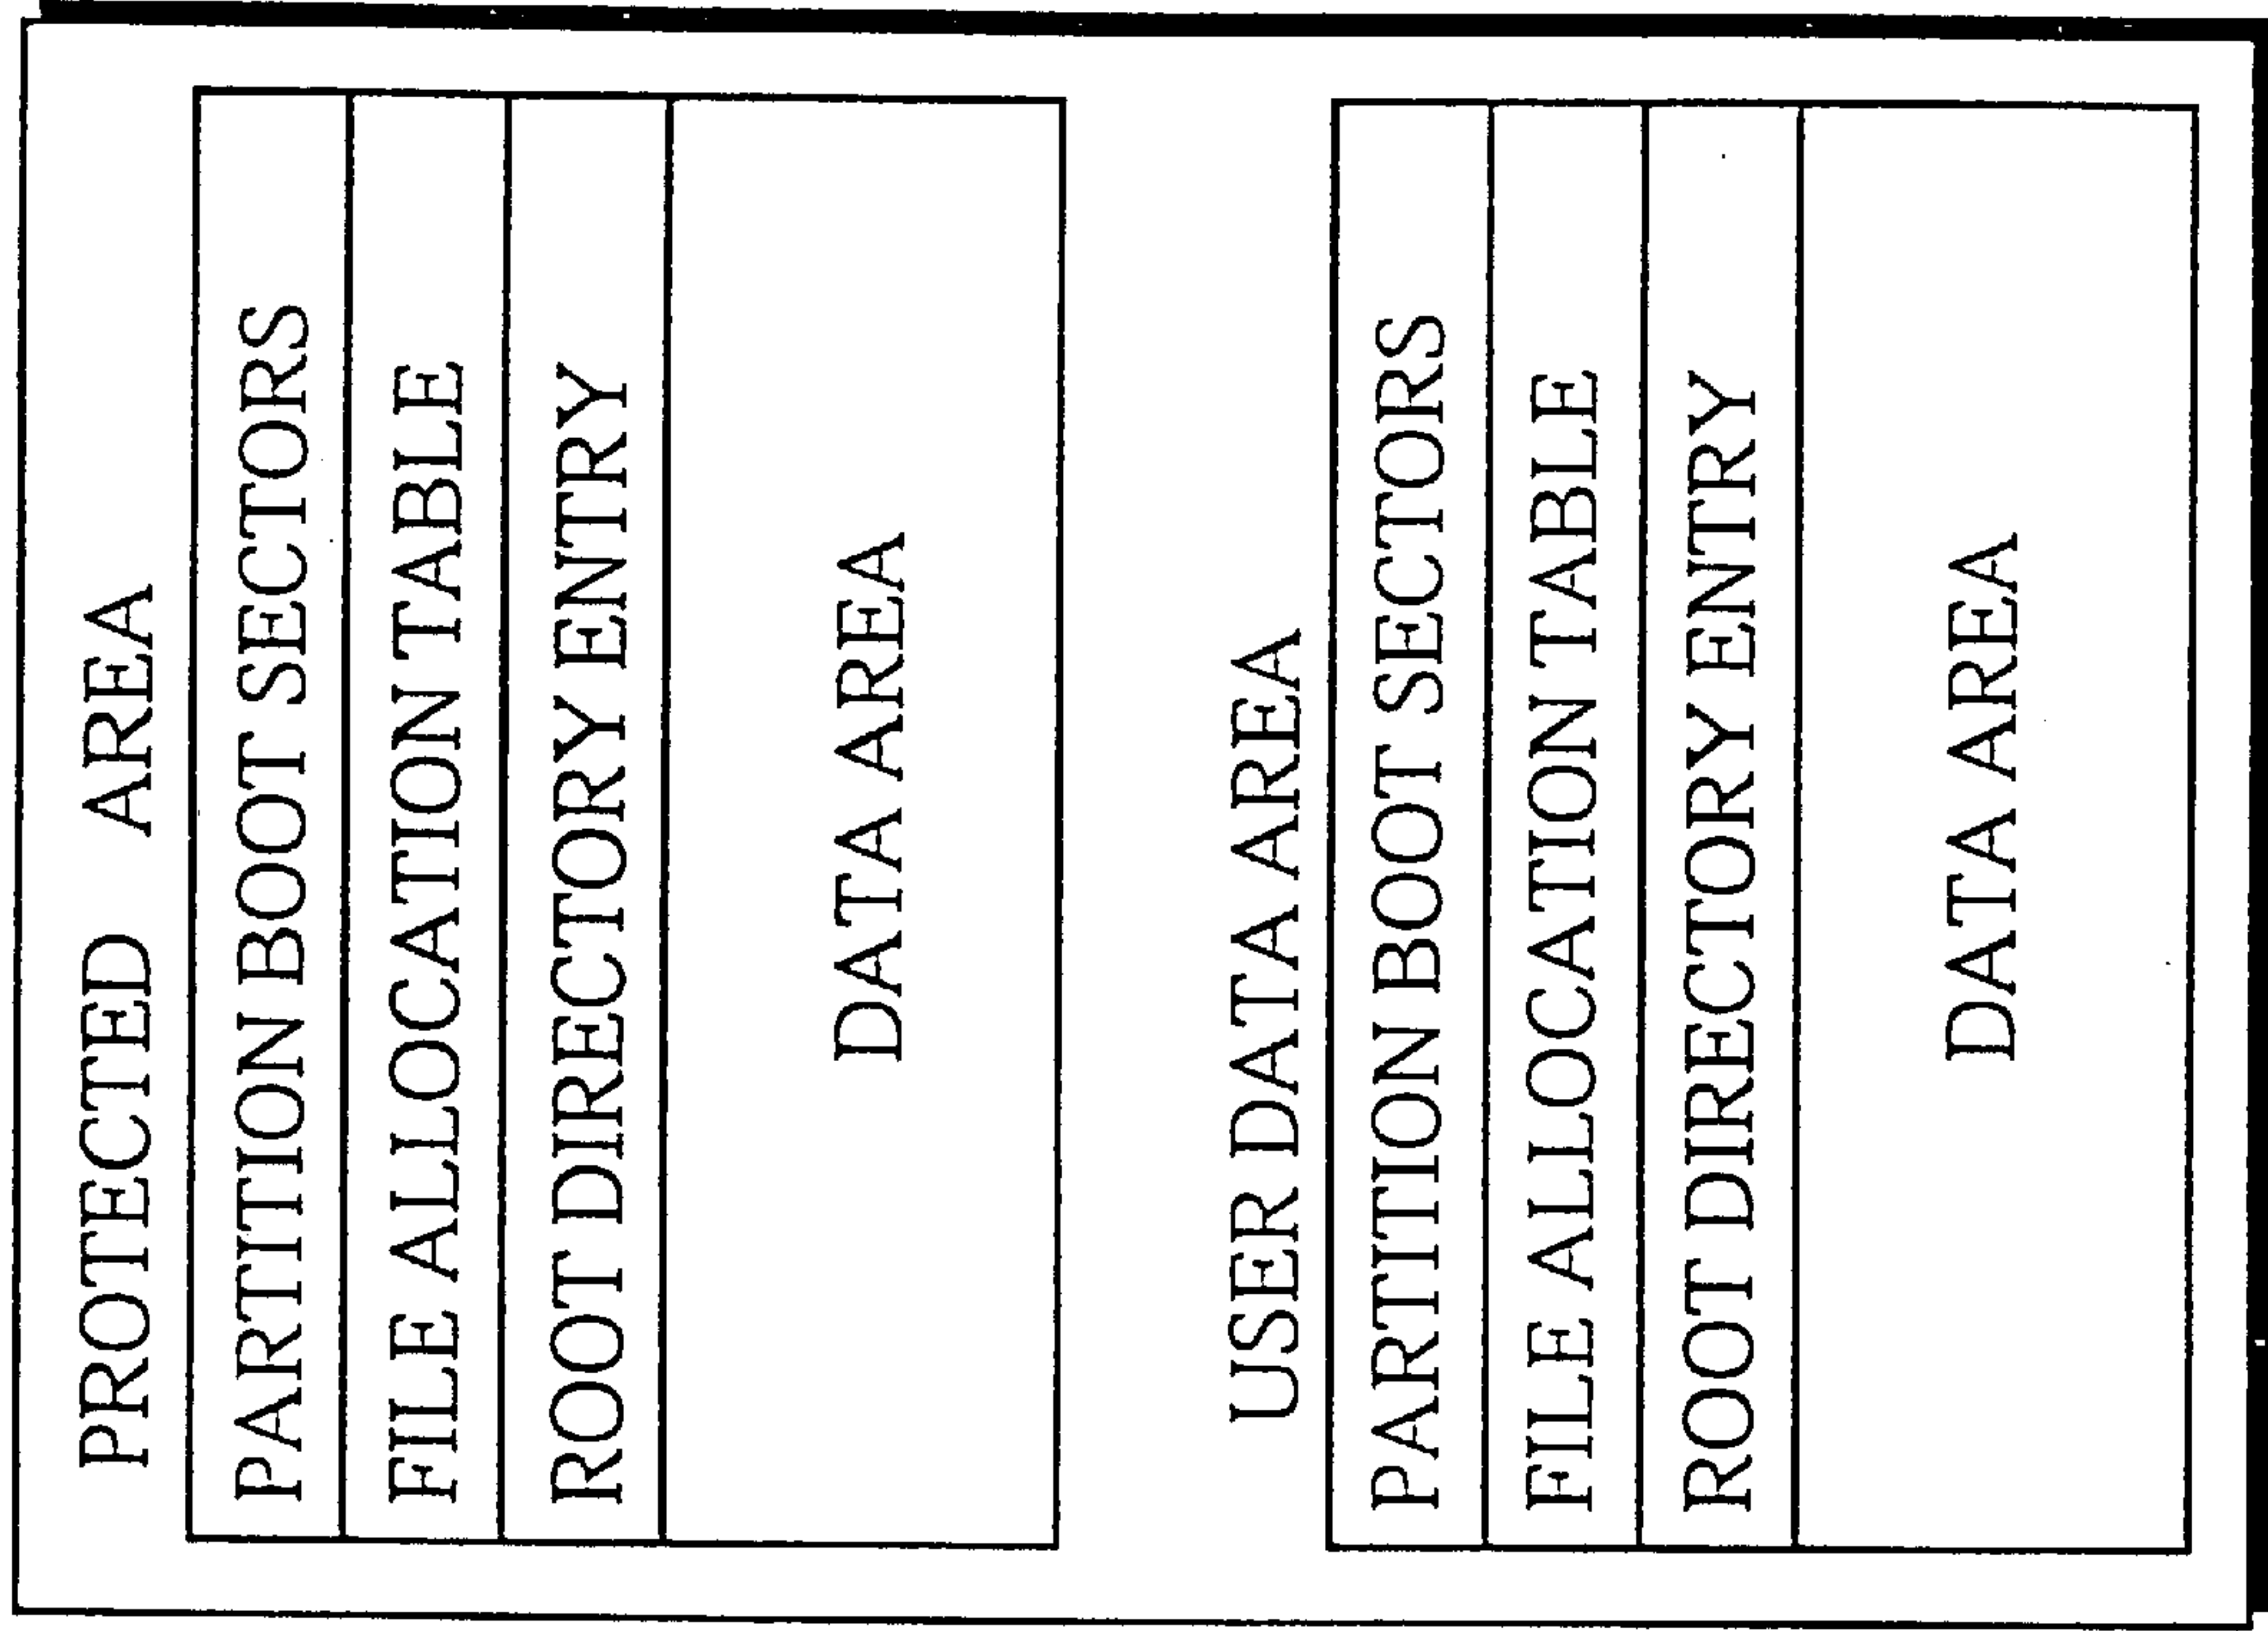 PROTECTED AREA
PARTITION BOOT SECTORS
FILE ALLOCATION TABLE
ROOT DIRECTORY ENTRY
DATA AREA
USER DATA AREA
PARTITION BOOT SECTORS
FILE ALLOCATION TABLE
ROOT DIRECTORY ENTRY
DATA AREA